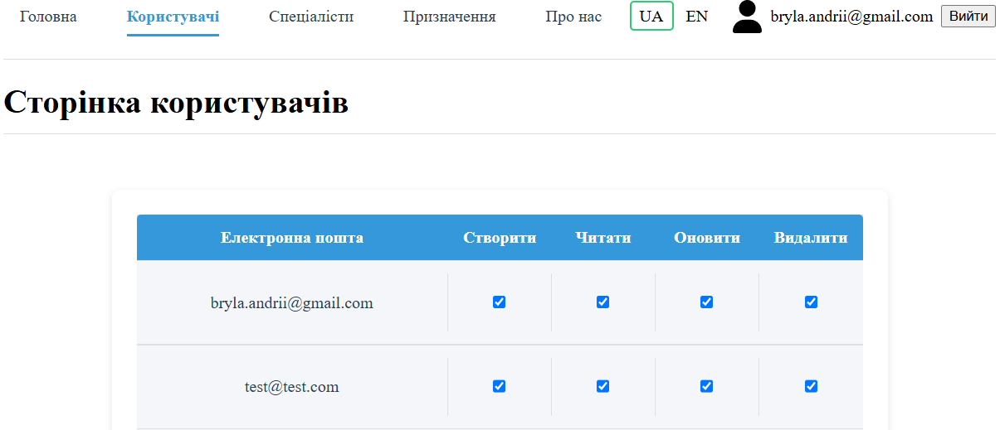 Головна Користувачі Спеціалісти Призначення Про нас UA EN bryla.andrii@gmail.com Вийти
Сторінка користувачів
Електронна пошта Створити Читати Оновити Видалити
bryla.andrii@gmail.com
test@test.com